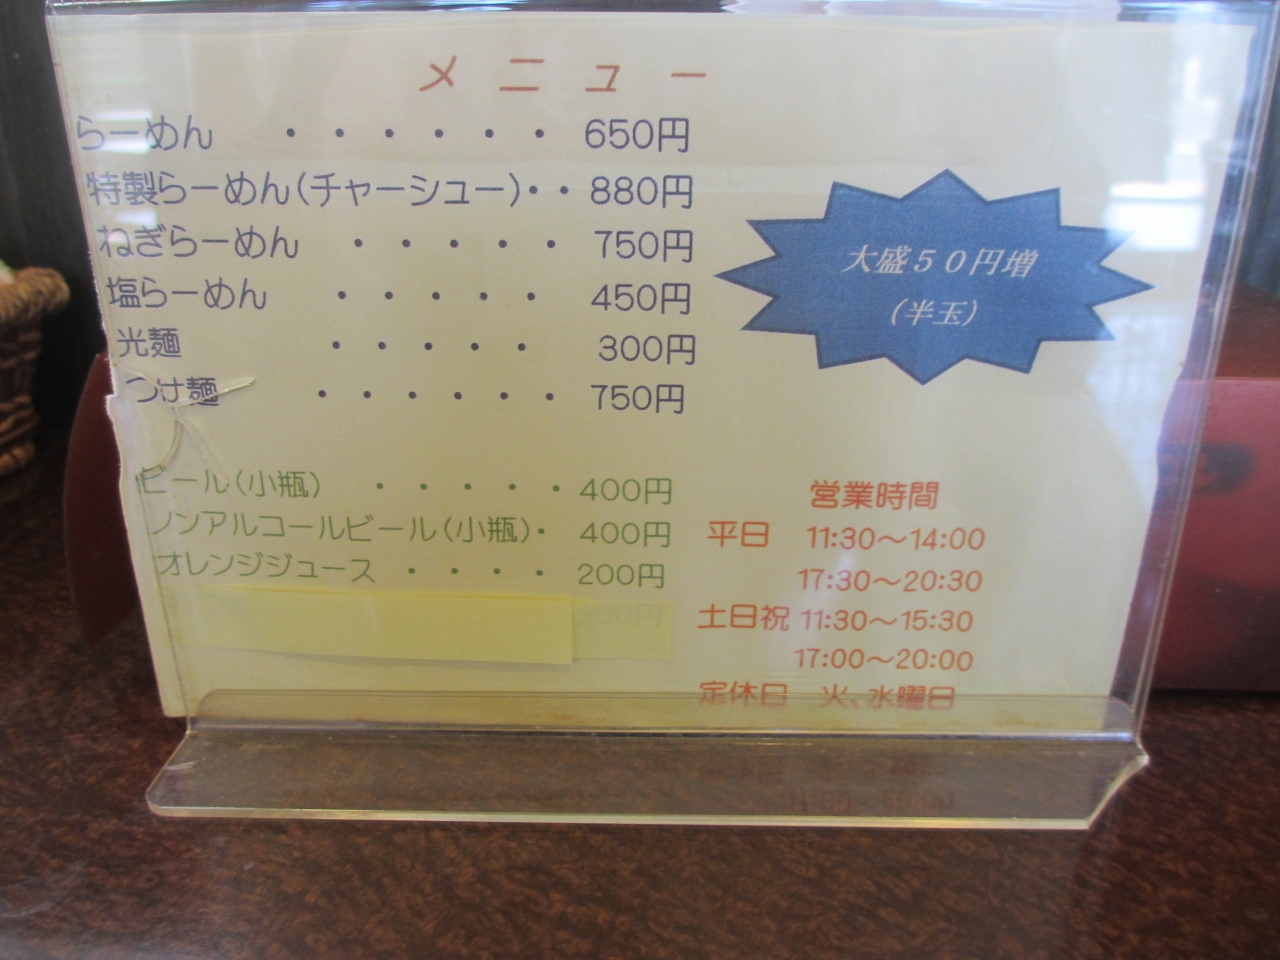 メニュー
らーめん ・・・・・・ 650円
特製らーめん(チャーシュー)・・ 880円
ねぎらーめん ・・・・・ 750円
塩らーめん ・・・・・ 450円
光麺 ・・・・・ 300円
つけ麺 ・・・・・・ 750円
大盛50円増
(半玉)
ビール(小瓶) ・・・・・ 400円
ノンアルコールビール(小瓶)・ 400円
オレンジジュース ・・・・ 200円
営業時間
平日 11:30～14:00
17:30～20:30
土日祝 11:30～15:30
17:00～20:00
定休日 火、水曜日